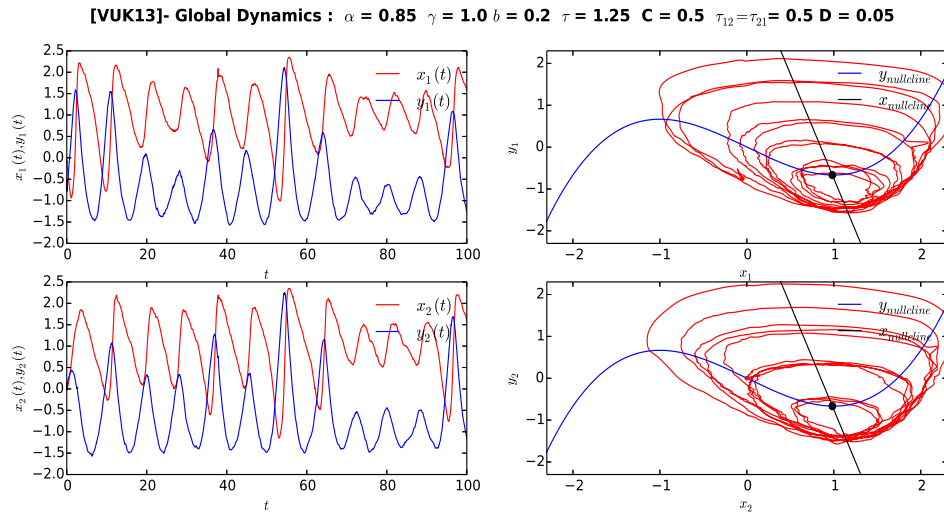 [VUK13]- Global Dynamics : α = 0.85 γ = 1.0 b = 0.2 τ = 1.25 C = 0.5 τ12=τ21= 0.5 D = 0.05
2.5
2.0
1.5
1.0
0.5
0.0
−0.5
−1.0
−1.5
−2.0
x1(t),y1(t)
x1(t)
y1(t)
0 20 40 60 80 100
t
2
1
0
−1
−2
y1
ynullcline
xnullcline
−2 −1 0 1 2
x1
2.5
2.0
1.5
1.0
0.5
0.0
−0.5
−1.0
−1.5
−2.0
x2(t),y2(t)
x2(t)
y2(t)
0 20 40 60 80 100
t
2
1
0
−1
−2
y2
ynullcline
xnullcline
−2 −1 0 1 2
x2